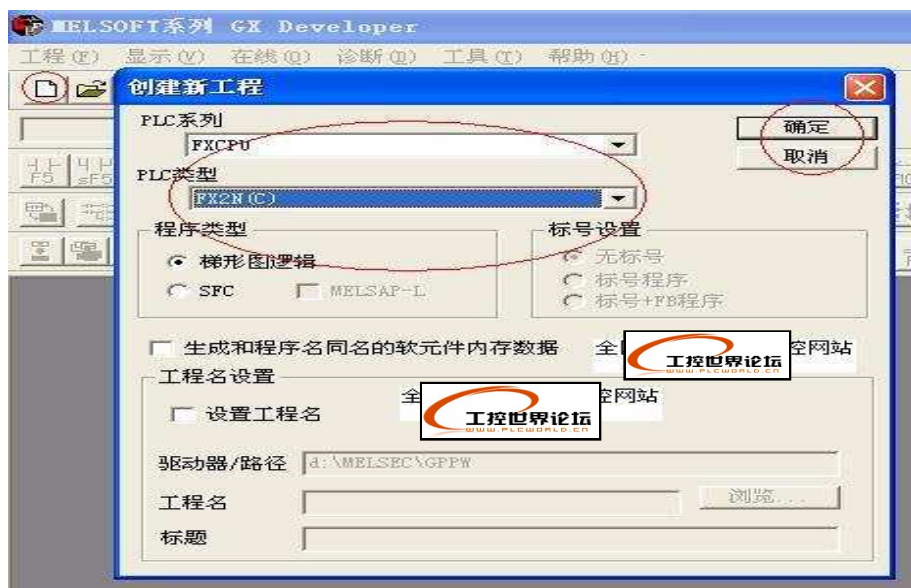 MELSOFT系列 GX Developer
工程(F) 显示(V) 在线(O) 诊断(D) 工具(T) 帮助(H)
创建新工程
PLC系列
确定
FXCPU
取消
PLC类型
F5 sF5
FX2N(C)
程序类型
标号设置
梯形图逻辑
无标号
SFC
MELSAP-L
标号程序
标号+FB程序
生成和程序名同名的软元件内存数据
全
工控世界论坛
控网站
WWW.PLCWORLD.CN
工程名设置
设置工程名
全
控网站
工控世界论坛
WWW.PLCWORLD.CN
驱动器/路径 d:\MELSEC\GPPW
工程名
浏览...
标题